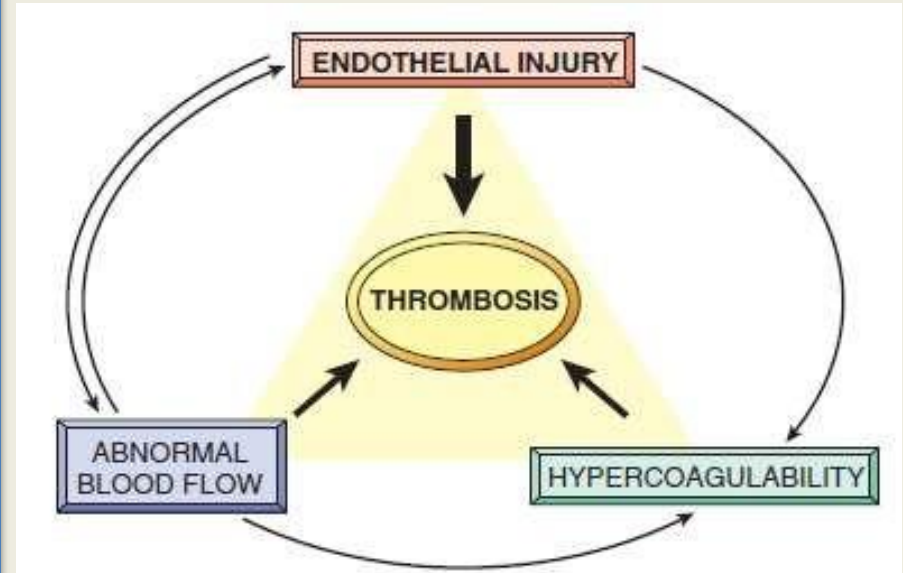 ENDOTHELIAL INJURY
THROMBOSIS
ABNORMAL
BLOOD FLOW
HYPERCOAGULABILITY